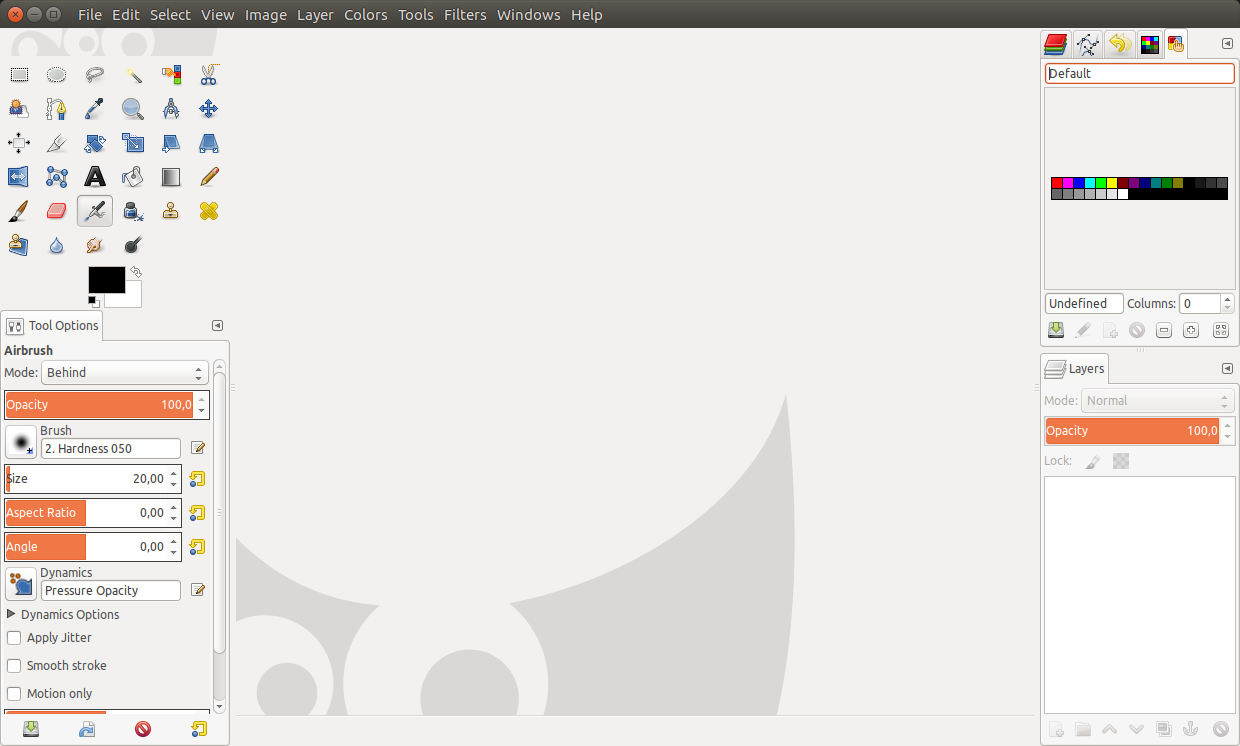 File Edit Select View Image Layer Colors Tools Filters Windows Help
Default
Undefined Columns: 0
Tool Options
Airbrush
Mode: Behind
Opacity 100,0
Brush
2. Hardness 050
Size 20,00
Aspect Ratio 0,00
Angle 0,00
Dynamics
Pressure Opacity
Dynamics Options
Apply Jitter
Smooth stroke
Motion only
Layers
Mode: Normal
Opacity 100,0
Lock: